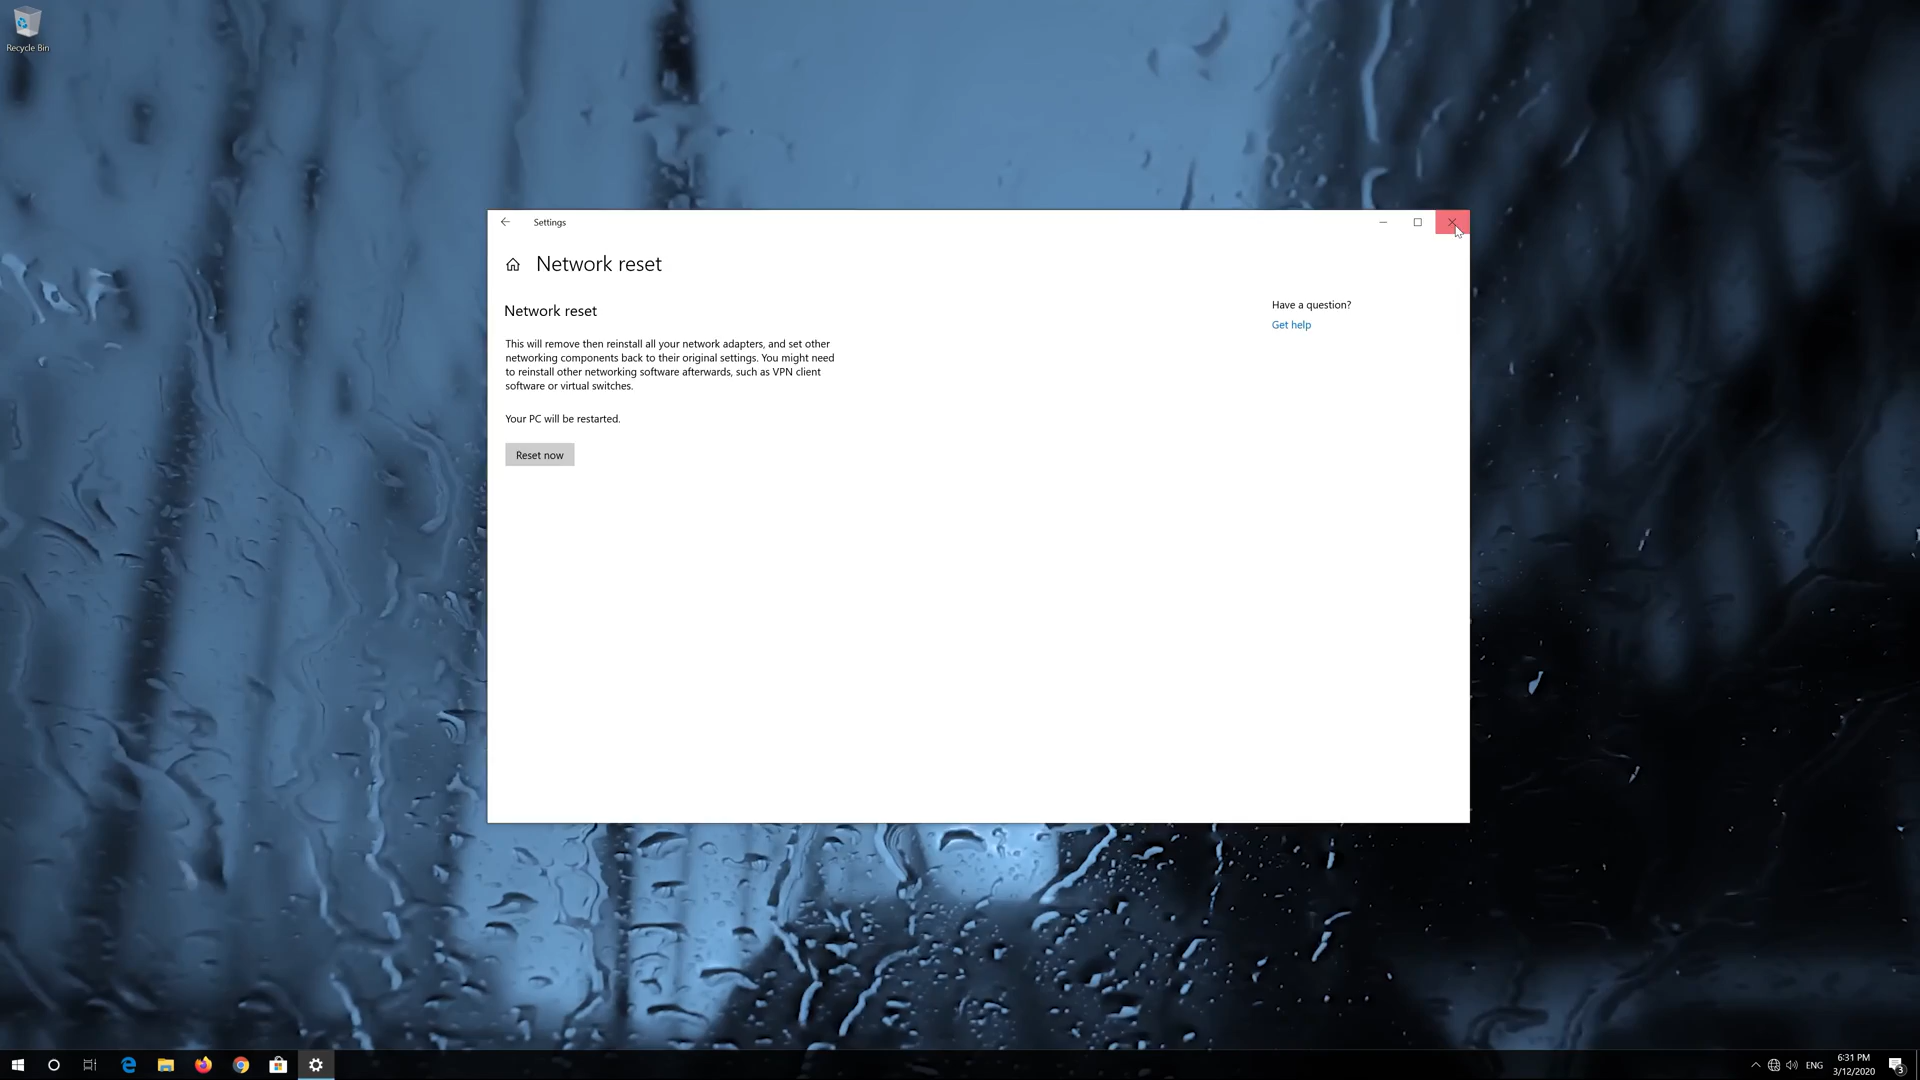 Recycle Bin
Settings
Network reset
Network reset
This will remove then reinstall all your network adapters, and set other
networking components back to their original settings. You might need
to reinstall other networking software afterwards, such as VPN client
software or virtual switches.
Your PC will be restarted.
Reset now
Have a question?
Get help
ENG
6:31 PM
3/12/2020
3